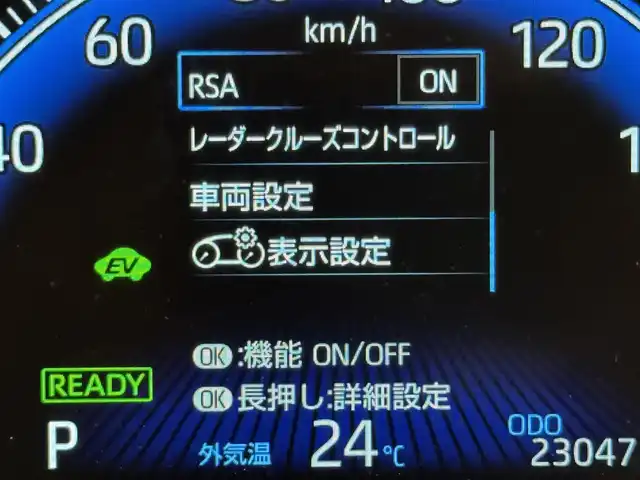 60
km/h
120
RSA
ON
レーダークルーズコントロール
40
車両設定
表示設定
EV
OK:機能 ON/OFF
READY
OK長押し:詳細設定
P
外気温 24℃
ODO
23047